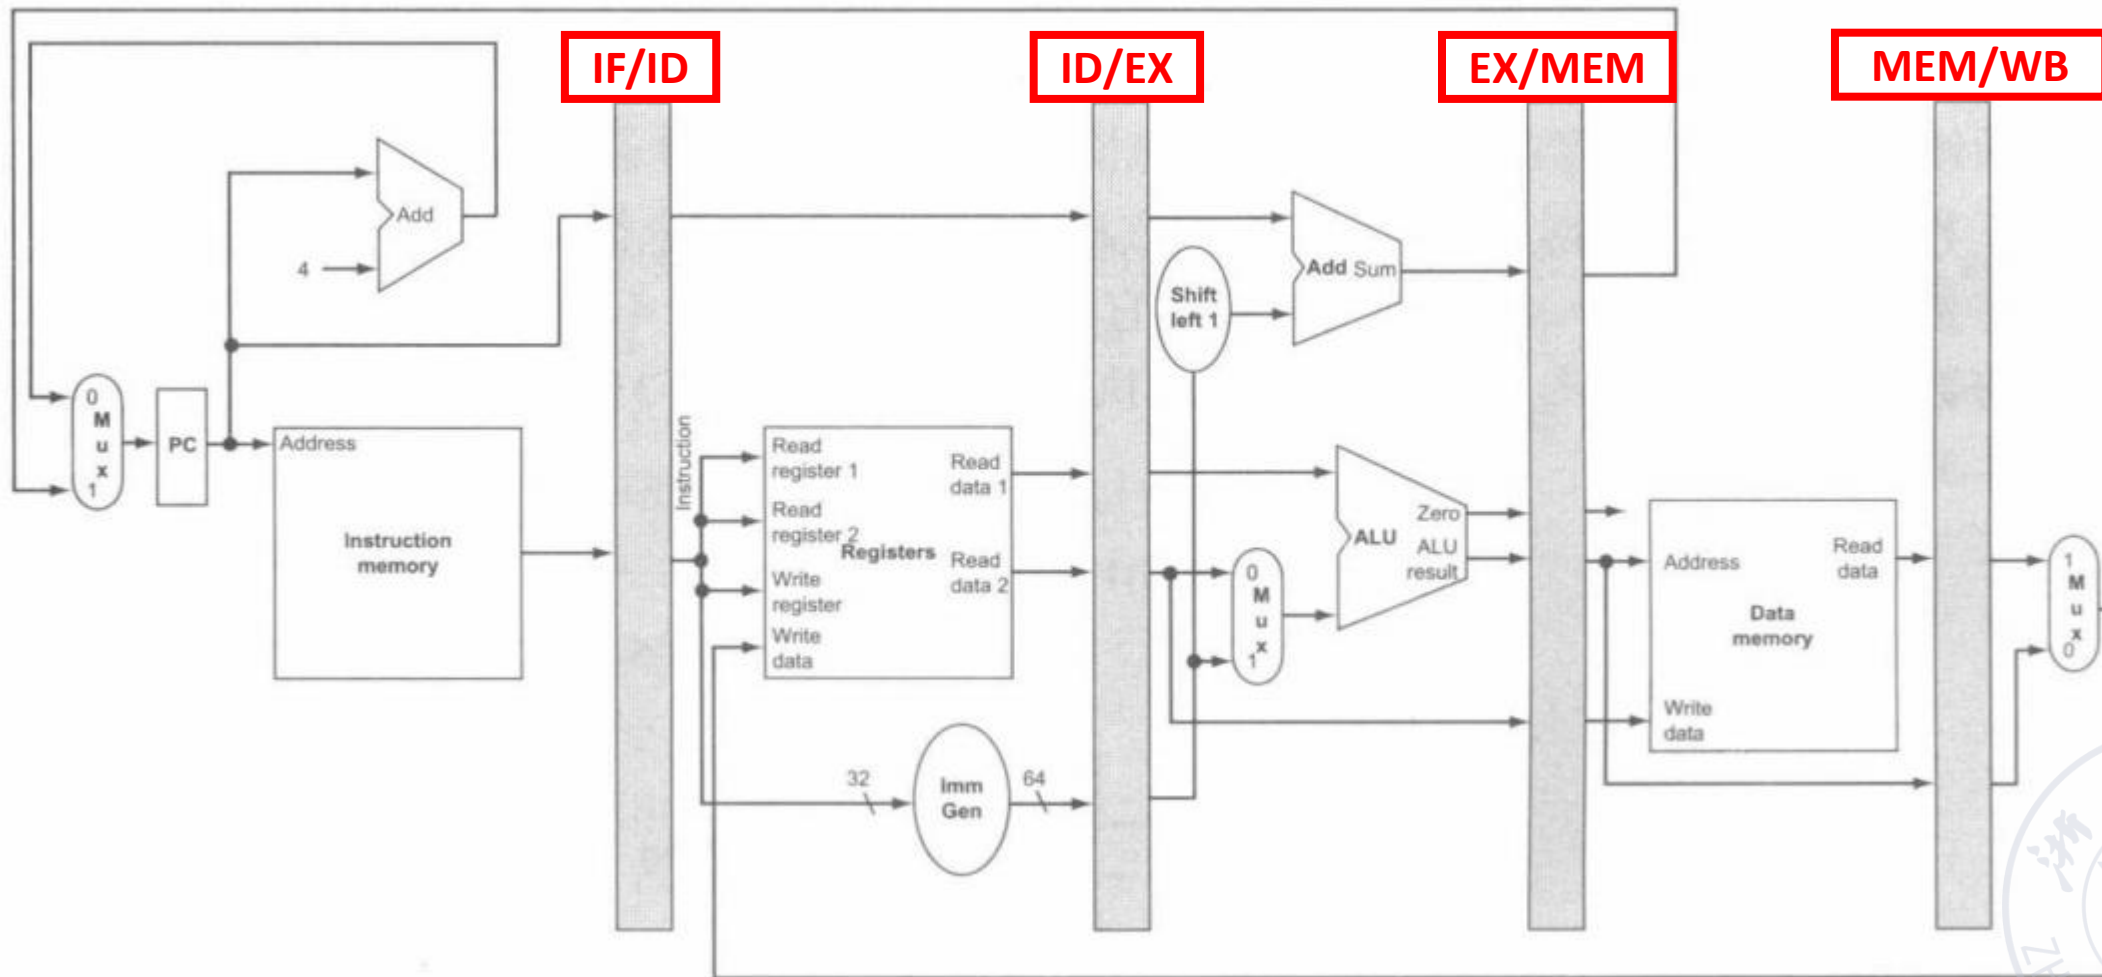 IF/ID
ID/EX
EX/MEM
MEM/WB
Add
4
0
M
u
x
1
PC
Address
Instruction
memory
Instruction
Read
register 1
Read
register 2
Write
register
Write
data
Registers
Read
data 1
Read
data 2
32
Imm
Gen
64
Shift
left 1
Add Sum
0
M
u
x
1
ALU
Zero
ALU
result
Address
Write
data
Data
memory
Read
data
1
M
u
x
0